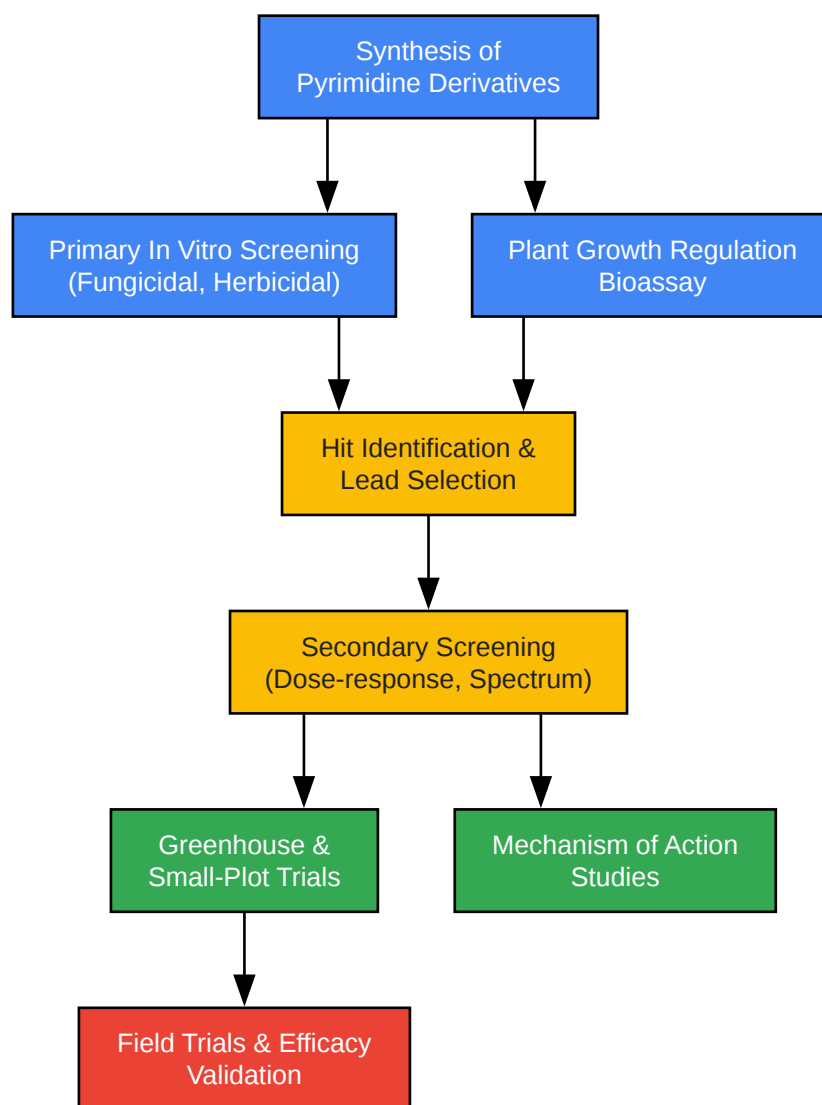 Synthesis of
Pyrimidine Derivatives
Primary In Vitro Screening
(Fungicidal, Herbicidal)
Plant Growth Regulation
Bioassay
Hit Identification &
Lead Selection
Secondary Screening
(Dose-response, Spectrum)
Greenhouse &
Small-Plot Trials
Mechanism of Action
Studies
Field Trials & Efficacy
Validation